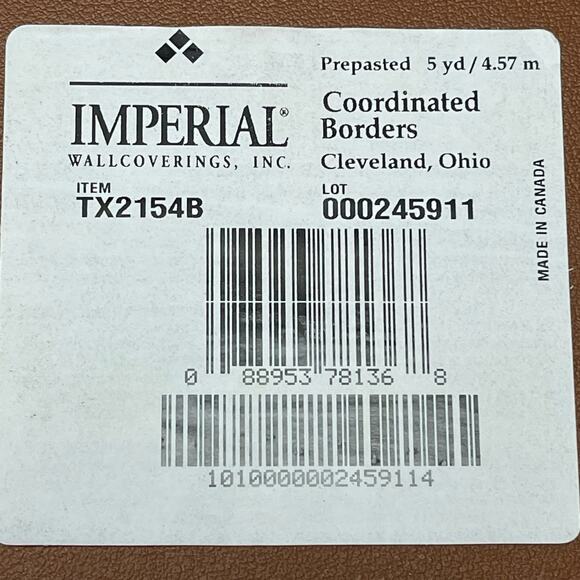 Prepasted 5 yd / 4.57 m
IMPERIAL®
WALLCOVERINGS, INC.
Coordinated
Borders
Cleveland, Ohio
ITEM
TX2154B
LOT
000245911
MADE IN CANADA
0 88953 78136 8
1010000002459114